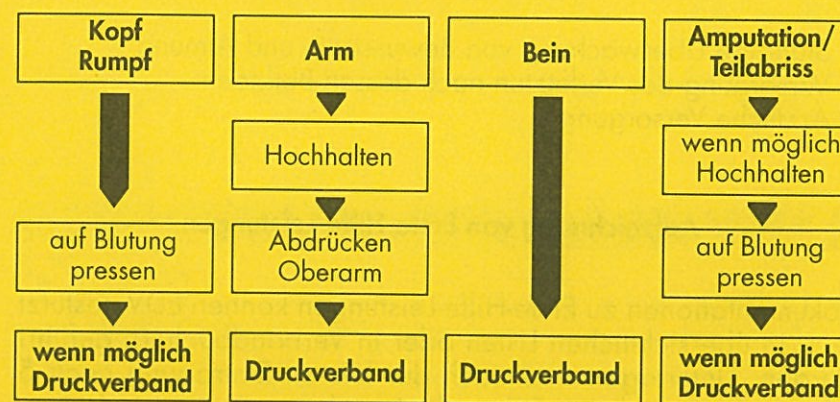 Kopf
Rumpf
auf Blutung
pressen
wenn möglich
Druckverband
Arm
Hochhalten
Abdrücken
Oberarm
Druckverband
Bein
Druckverband
Amputation/
Teilabriss
wenn möglich
Hochhalten
auf Blutung
pressen
wenn möglich
Druckverband